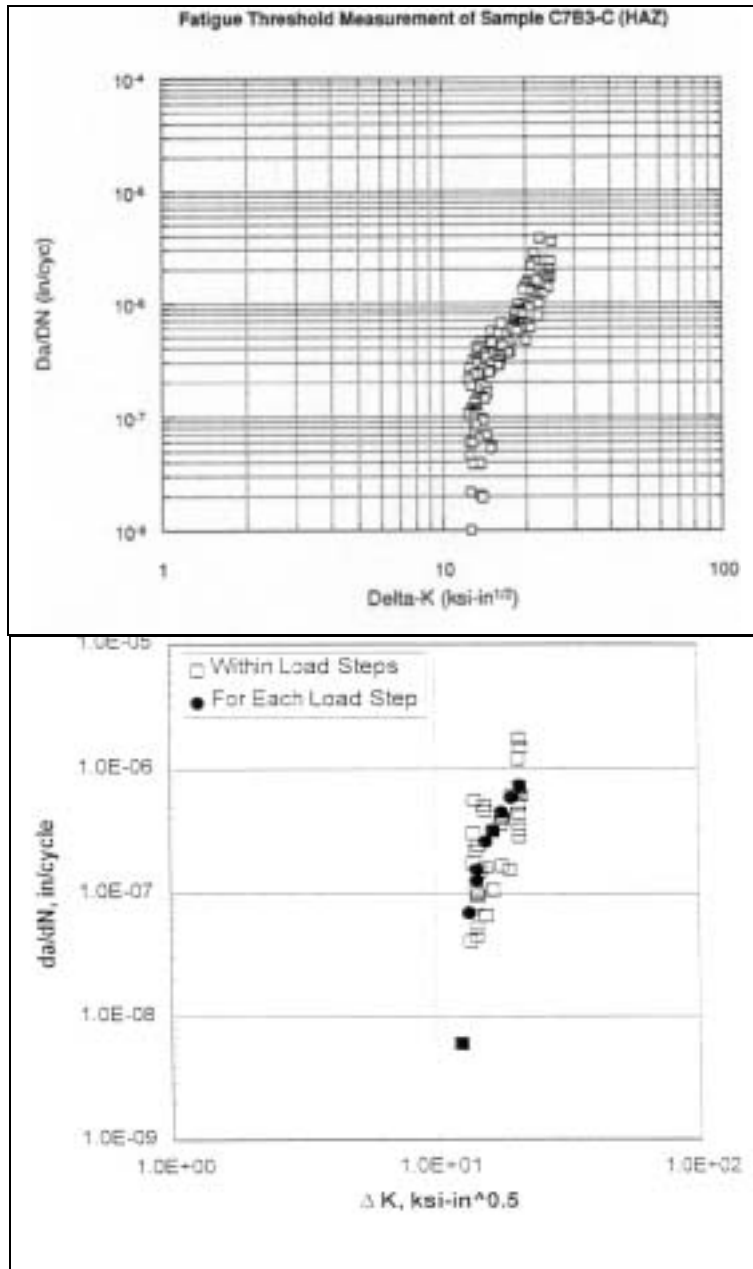 Fatigue Threshold Measurement of Sample C7B3-C (HAZ)
10-4
10-5
10-6
10-7
10-8
Da/DN (in/cyc)
1 10 100
Delta-K (ksi-in1/2)
1.0E-05
1.0E-06
1.0E-07
1.0E-08
1.0E-09
Within Load Steps
For Each Load Step
da/dN, in/cycle
1.0E+00 1.0E+01 1.0E+02
Δ K, ksi-in^0.5